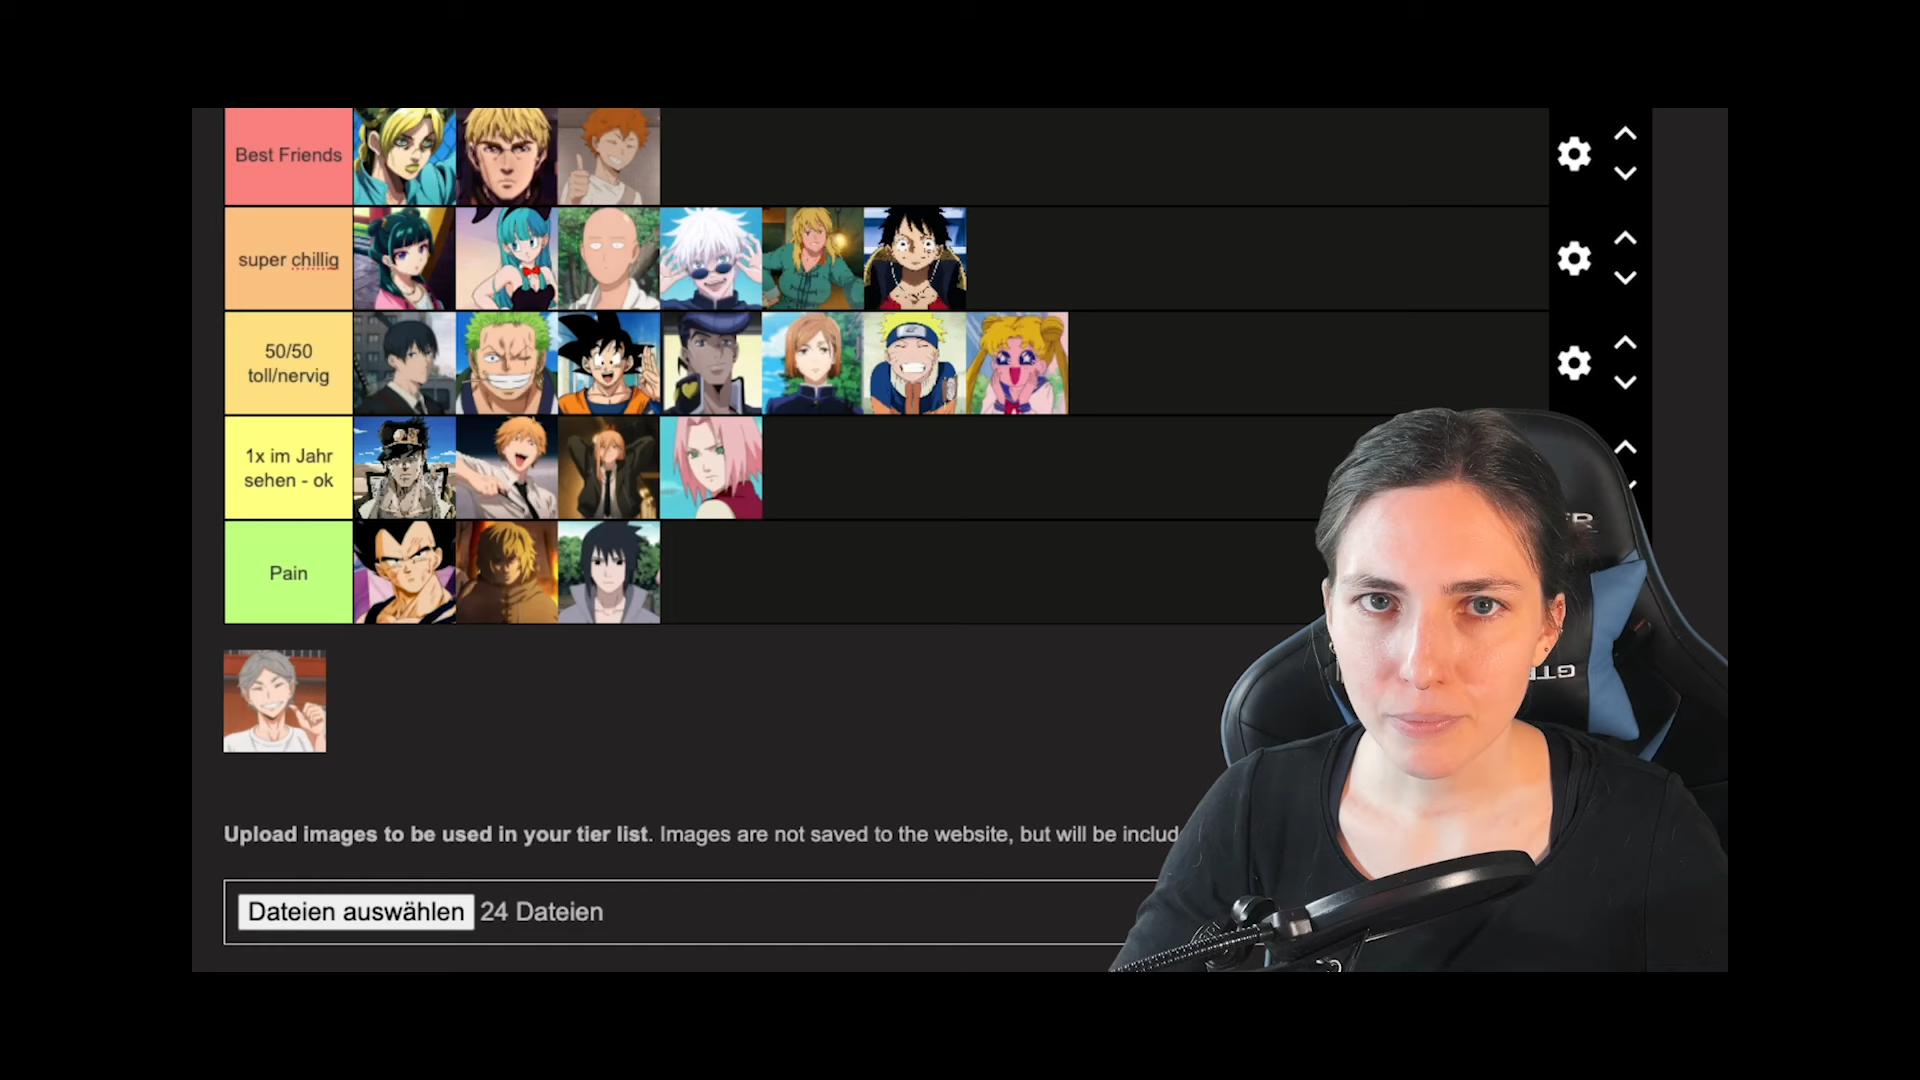 Best Friends
super chillig
50/50
toll/nervig
1x im Jahr
sehen - ok
Pain
Upload images to be used in your tier list. Images are not saved to the website, but will be includ
Dateien auswählen 24 Dateien